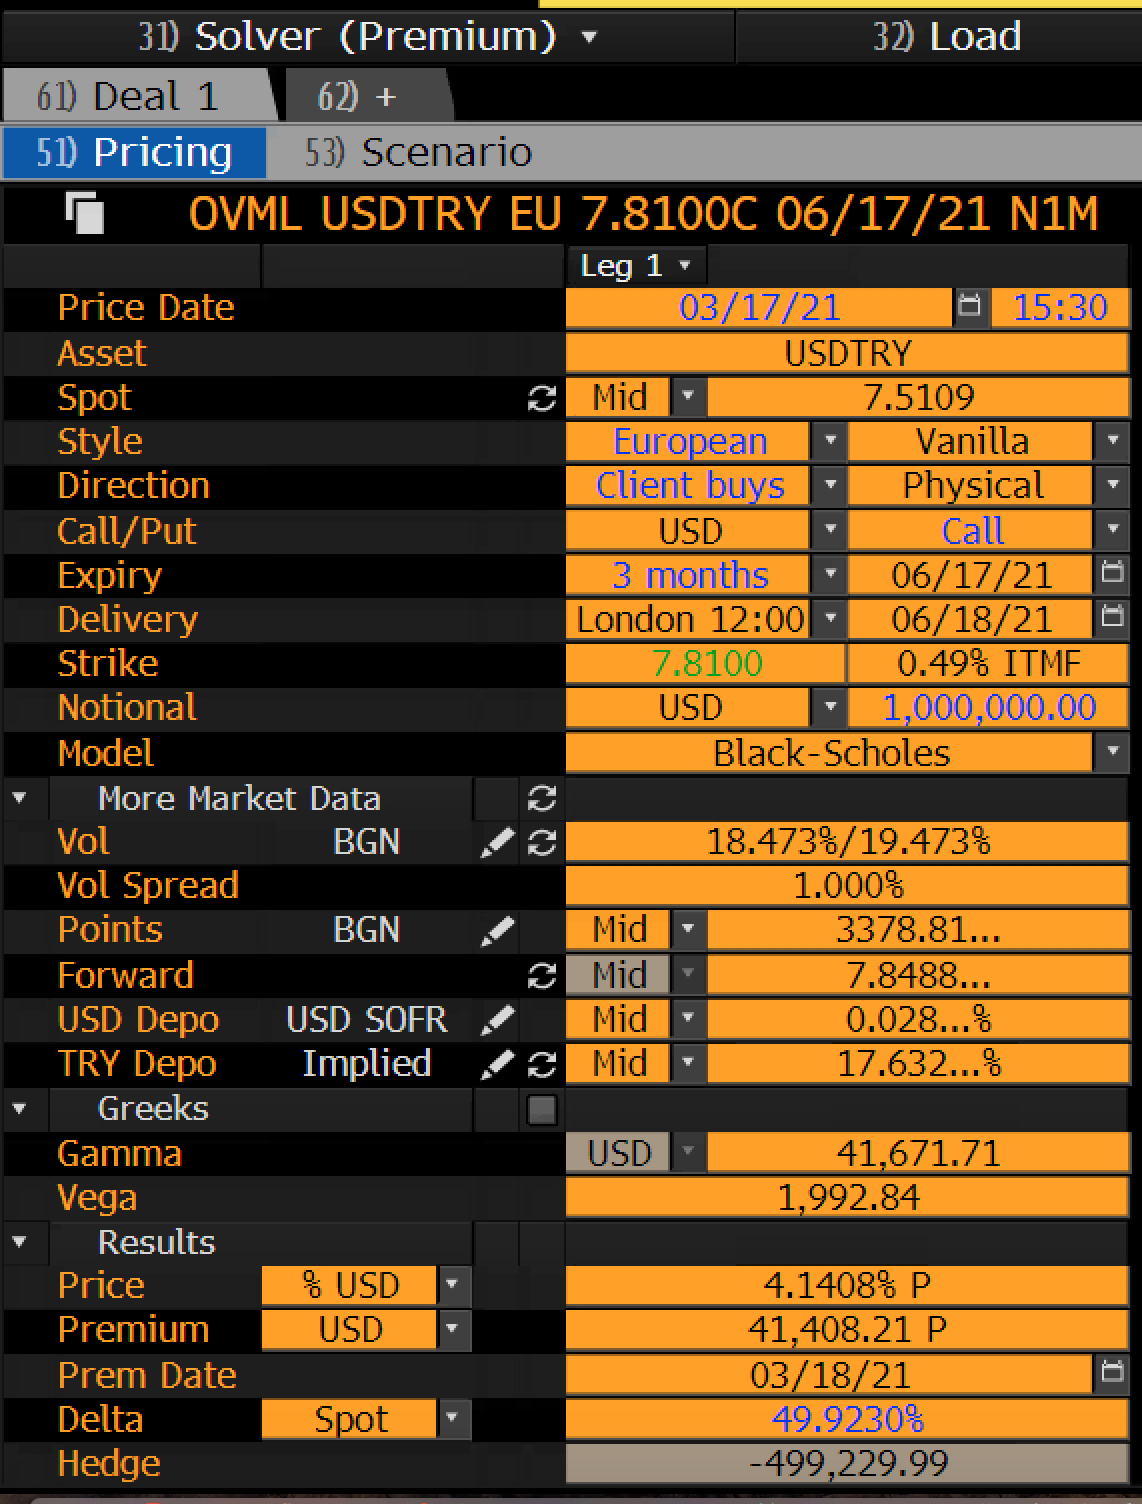 31) Solver (Premium) 32) Load
61) Deal 1 62) +
51) Pricing 53) Scenario
OVML USDTRY EU 7.8100C 06/17/21 N1M
Leg 1
Price Date 03/17/21 15:30
Asset USDTRY
Spot Mid 7.5109
Style European Vanilla
Direction Client buys Physical
Call/Put USD Call
Expiry 3 months 06/17/21
Delivery London 12:00 06/18/21
Strike 7.8100 0.49% ITMF
Notional USD 1,000,000.00
Model Black-Scholes
More Market Data
Vol BGN 18.473%/19.473%
Vol Spread 1.000%
Points BGN Mid 3378.81...
Forward Mid 7.8488...
USD Depo USD SOFR Mid 0.028...%
TRY Depo Implied Mid 17.632...%
Greeks
Gamma USD 41,671.71
Vega 1,992.84
Results
Price % USD 4.1408% P
Premium USD 41,408.21 P
Prem Date 03/18/21
Delta Spot 49.9230%
Hedge -499,229.99